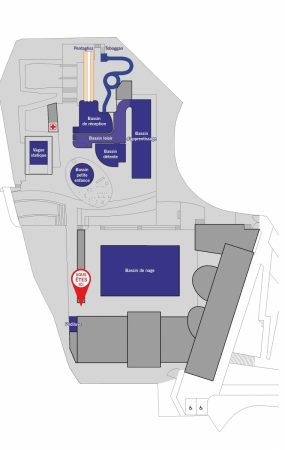 Pentagliss Toboggan
Bassin
de réception
Bassin loisir
Bassin
d'apprentissage
Bassin
détente
Vague
statique
Bassin
petite
enfance
Bassin de nage
VOUS
ÊTES
ICI
6 6